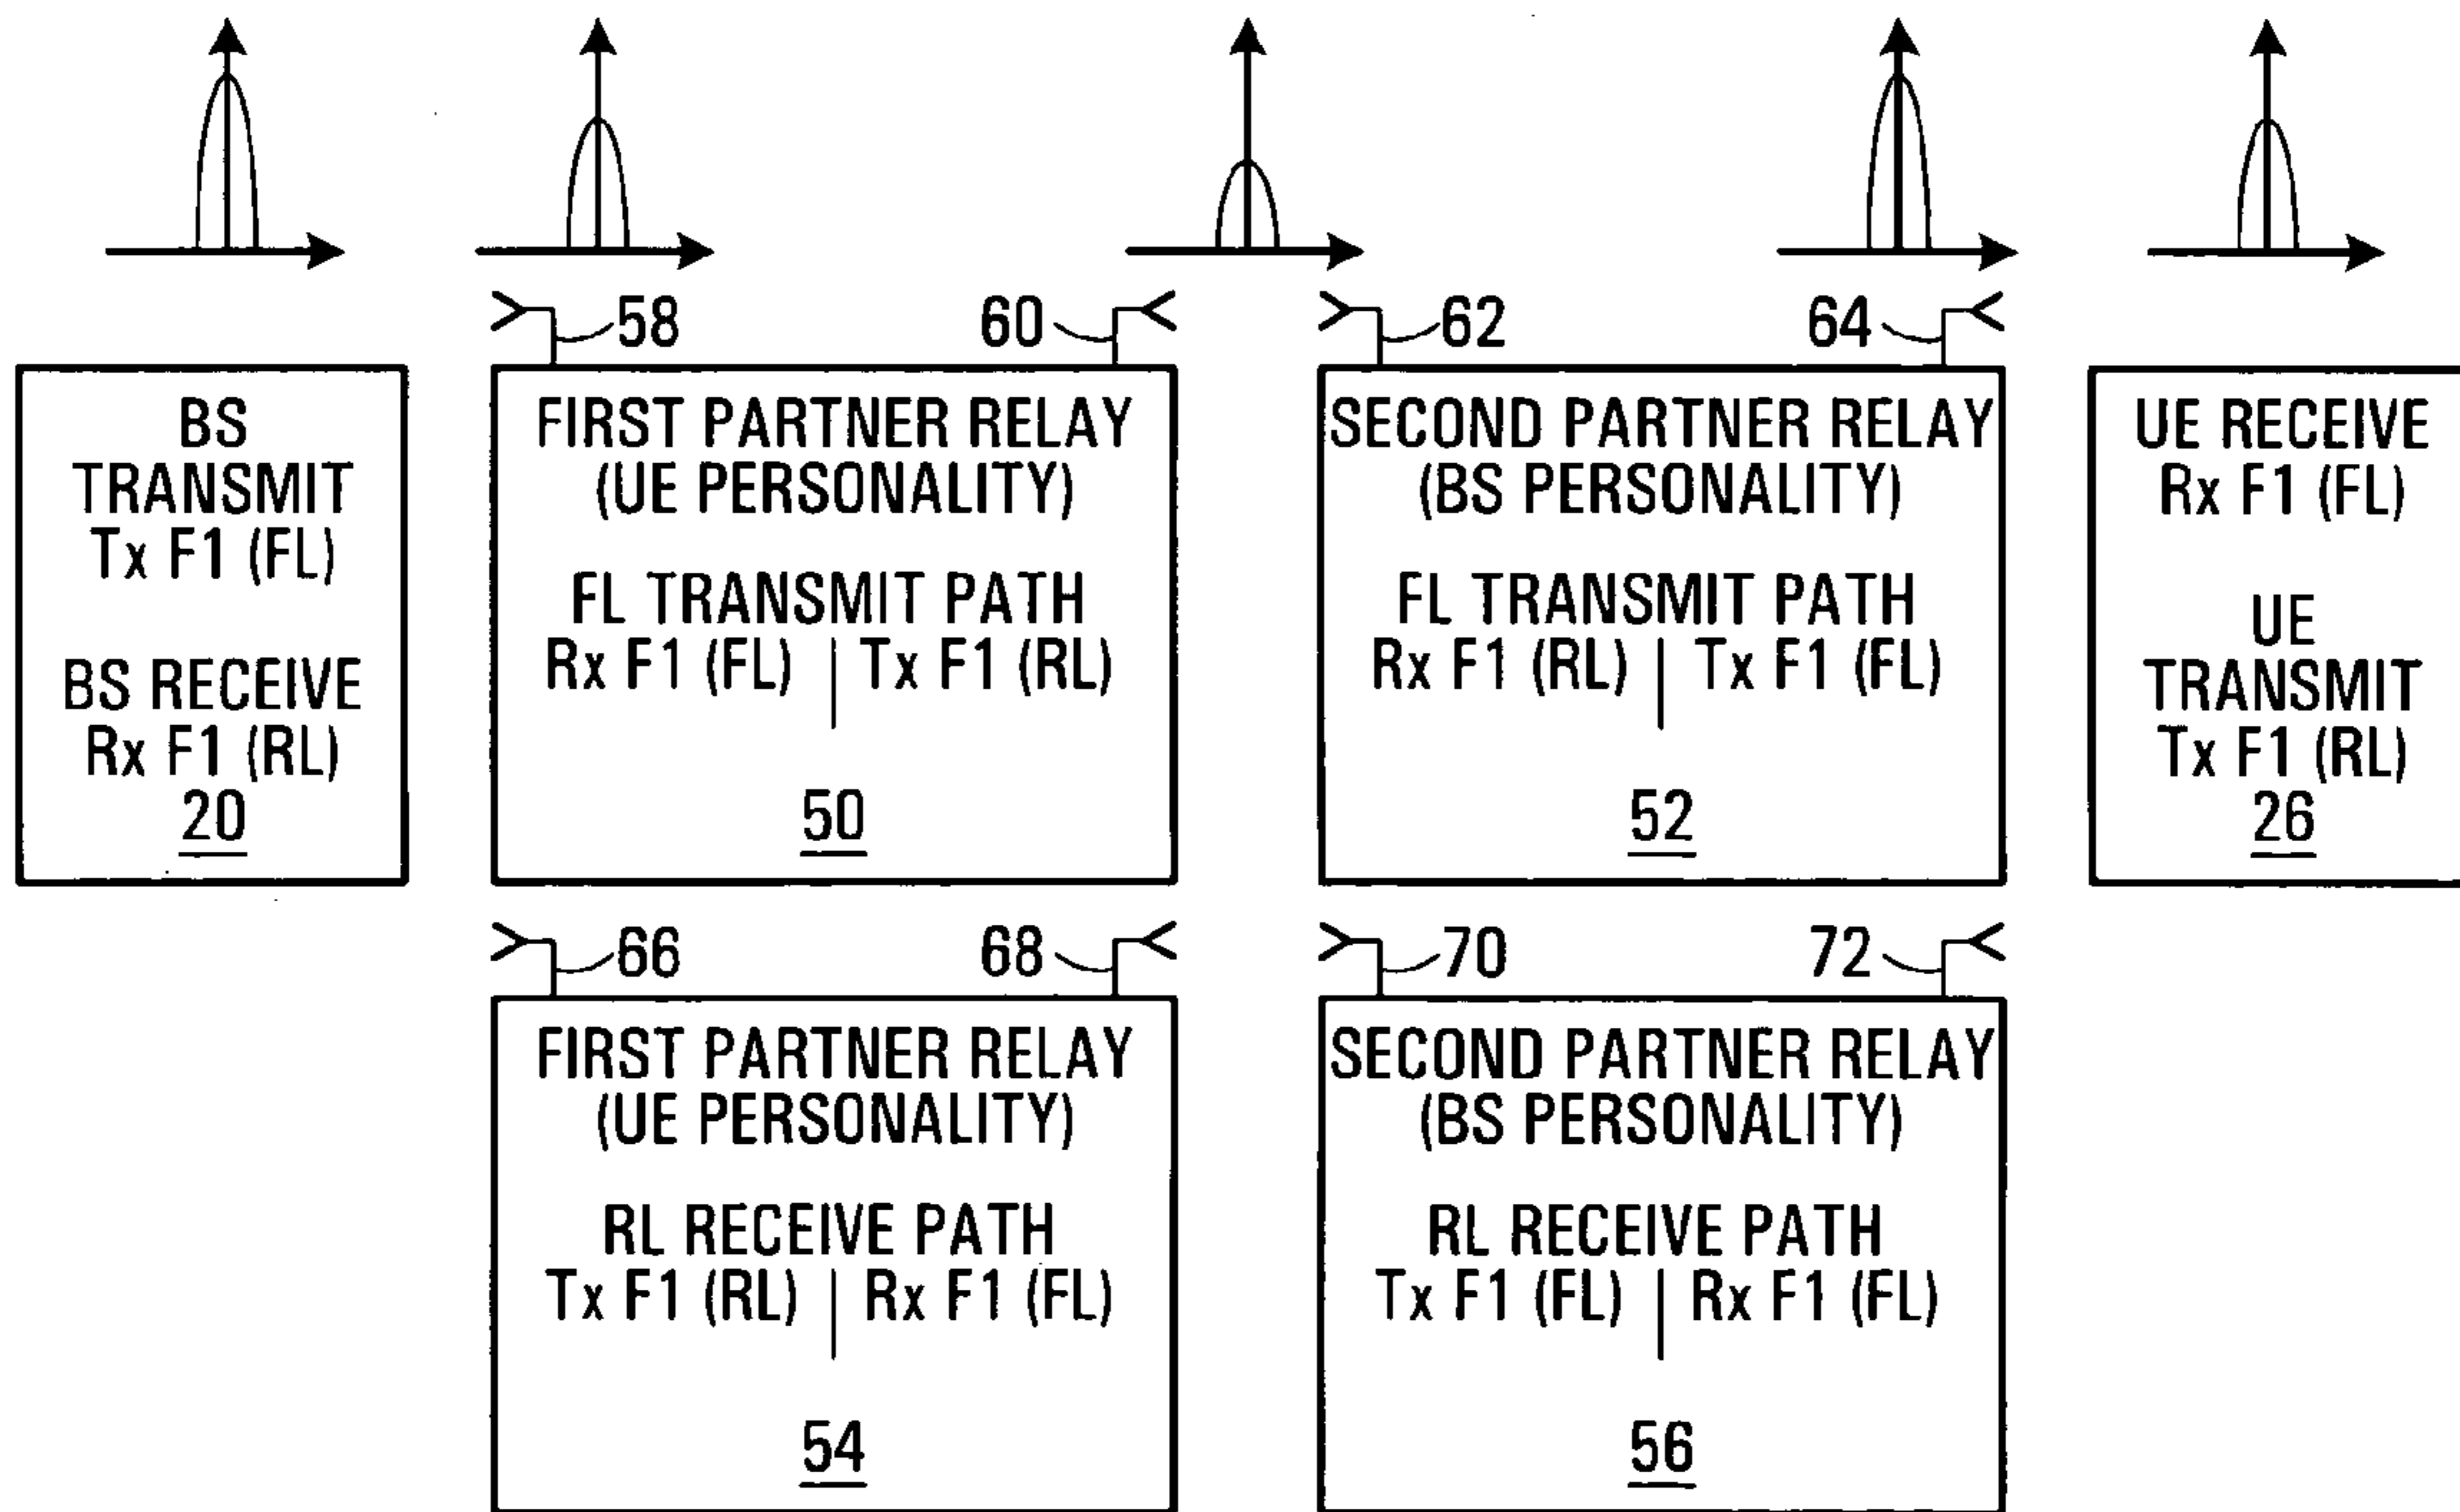 58
60
62
64
BS
TRANSMIT
Tx F1 (FL)
BS RECEIVE
Rx F1 (RL)
20
FIRST PARTNER RELAY
(UE PERSONALITY)
FL TRANSMIT PATH
Rx F1 (FL) | Tx F1 (RL)
50
SECOND PARTNER RELAY
(BS PERSONALITY)
FL TRANSMIT PATH
Rx F1 (RL) | Tx F1 (FL)
52
UE RECEIVE
Rx F1 (FL)
UE
TRANSMIT
Tx F1 (RL)
26
66
68
70
72
FIRST PARTNER RELAY
(UE PERSONALITY)
RL RECEIVE PATH
Tx F1 (RL) | Rx F1 (FL)
54
SECOND PARTNER RELAY
(BS PERSONALITY)
RL RECEIVE PATH
Tx F1 (FL) | Rx F1 (FL)
56